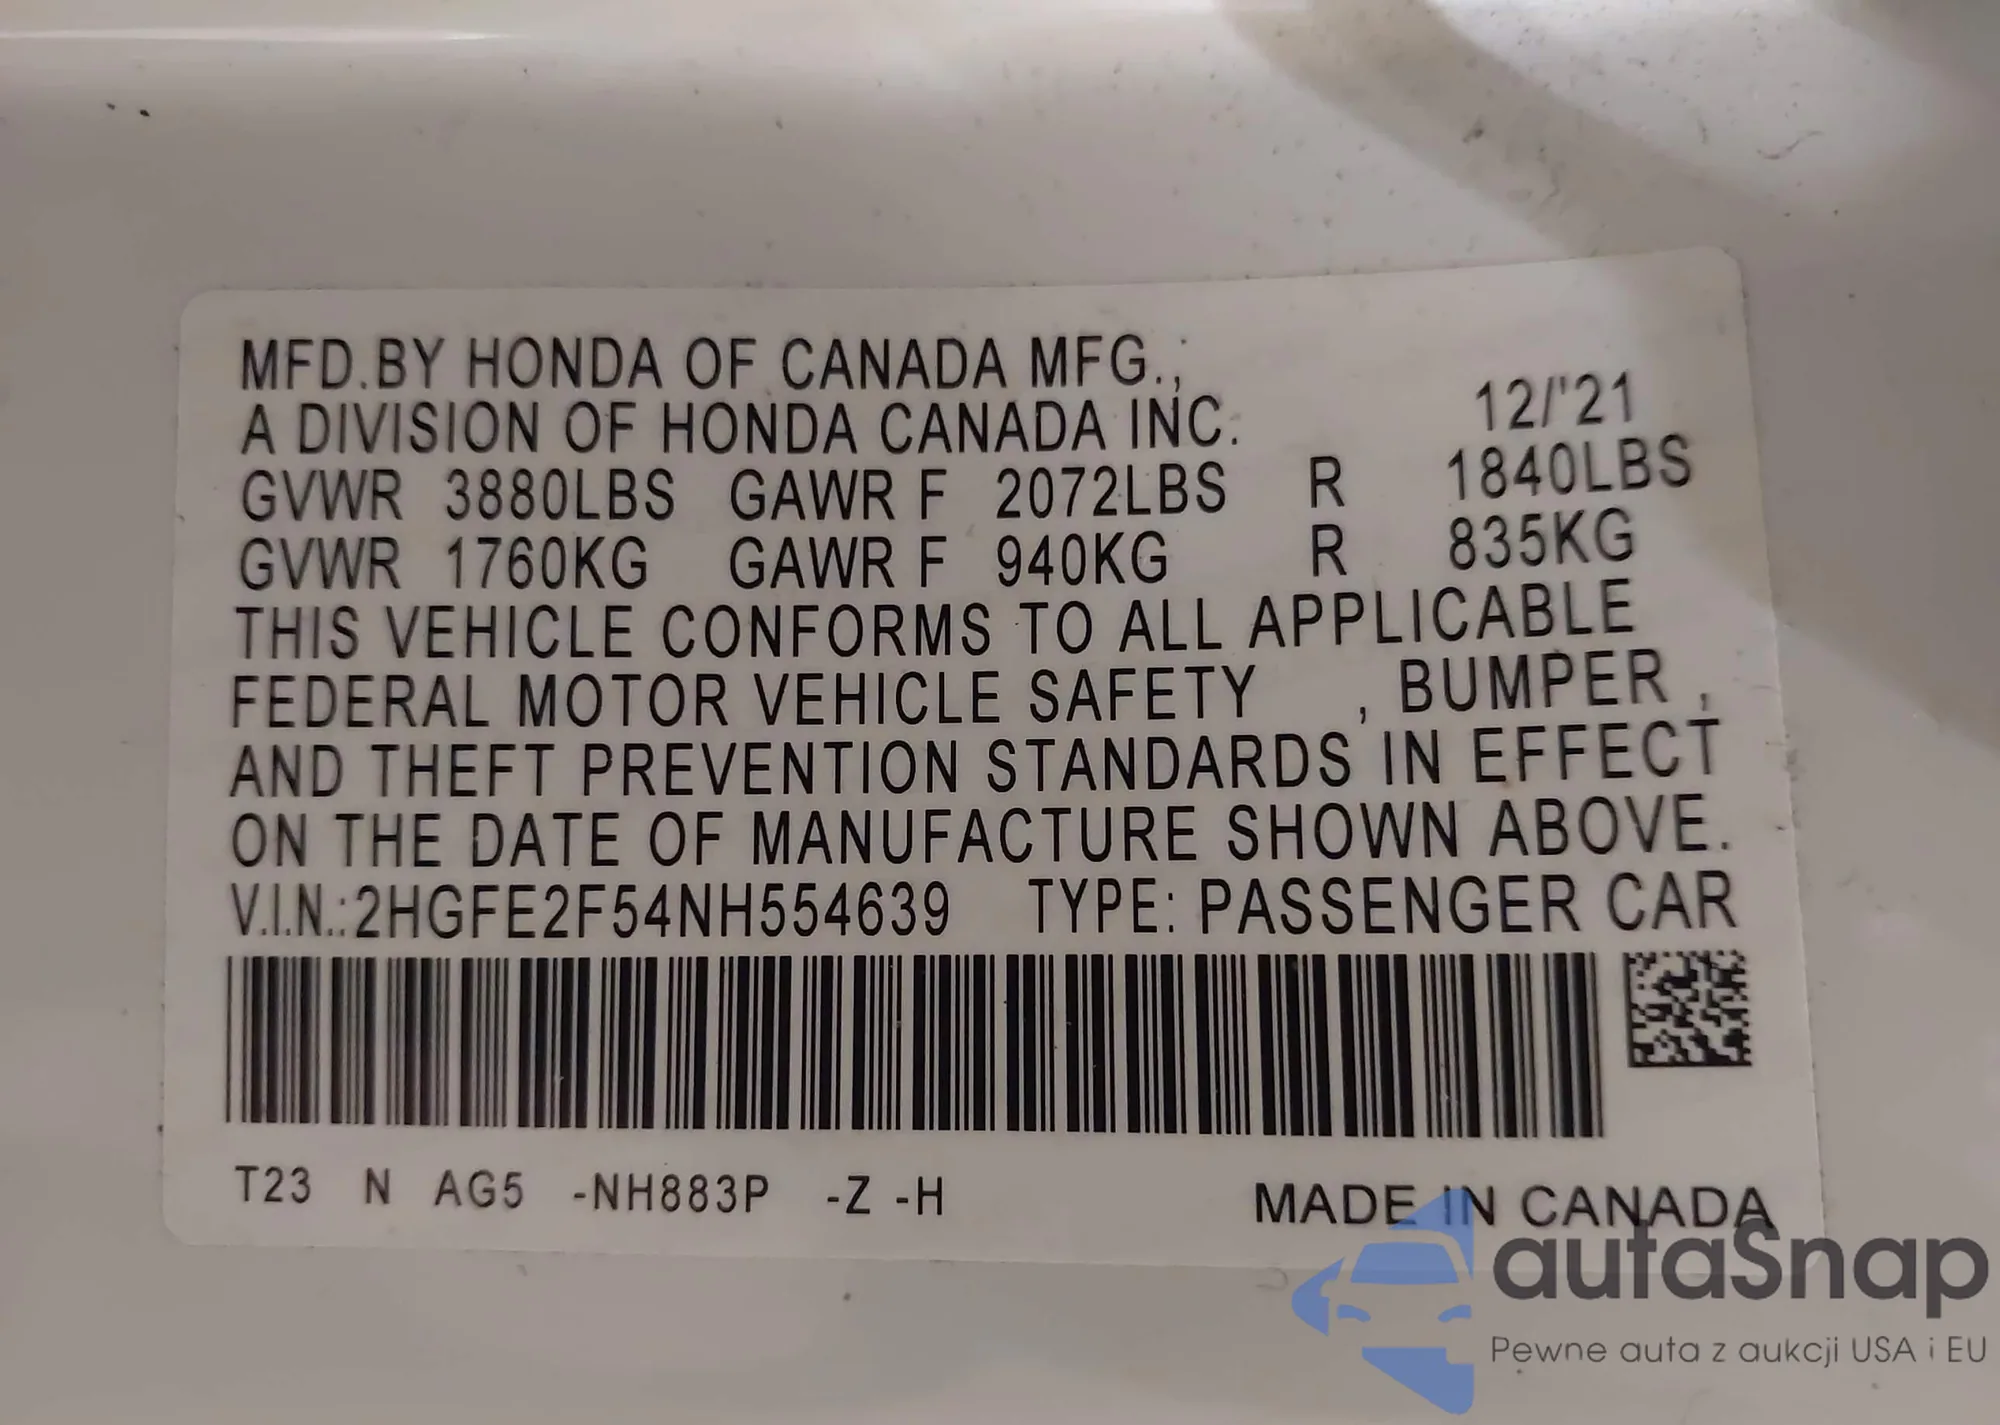 MFD.BY HONDA OF CANADA MFG.,
A DIVISION OF HONDA CANADA INC. 12/'21
GVWR 3880LBS GAWR F 2072LBS R 1840LBS
GVWR 1760KG GAWR F 940KG R 835KG
THIS VEHICLE CONFORMS TO ALL APPLICABLE
FEDERAL MOTOR VEHICLE SAFETY , BUMPER ,
AND THEFT PREVENTION STANDARDS IN EFFECT
ON THE DATE OF MANUFACTURE SHOWN ABOVE.
V.I.N.:2HGFE2F54NH554639 TYPE: PASSENGER CAR
T23 N AG5 -NH883P -Z -H MADE IN CANADA
autaSnap
Pewne auta z aukcji USA i EU